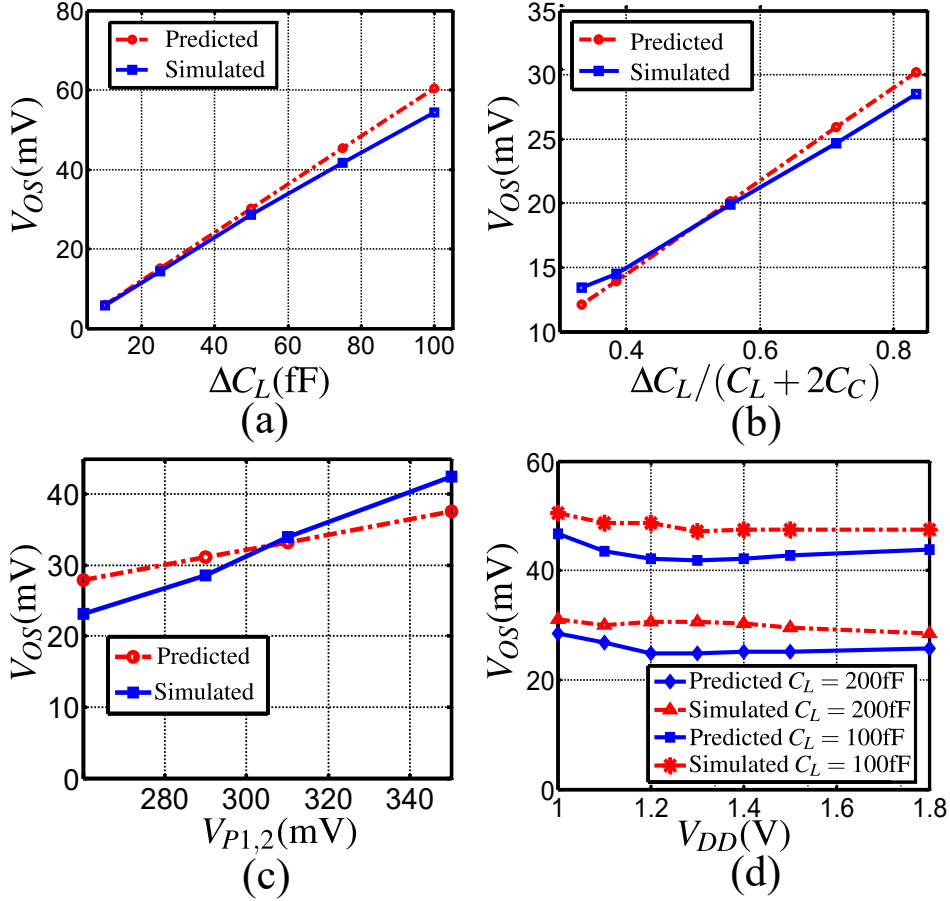 80
60
40
20
0
V_OS(mV)
Predicted
Simulated
20 40 60 80 100
ΔC_L(fF)
(a)
35
30
25
20
15
10
V_OS(mV)
Predicted
Simulated
0.4 0.6 0.8
ΔC_L/(C_L + 2C_C)
(b)
40
30
20
10
0
V_OS(mV)
Predicted
Simulated
280 300 320 340
V_P1,2(mV)
(c)
60
40
20
0
V_OS(mV)
Predicted C_L = 200fF
Simulated C_L = 200fF
Predicted C_L = 100fF
Simulated C_L = 100fF
1 1.2 1.4 1.6 1.8
V_DD(V)
(d)